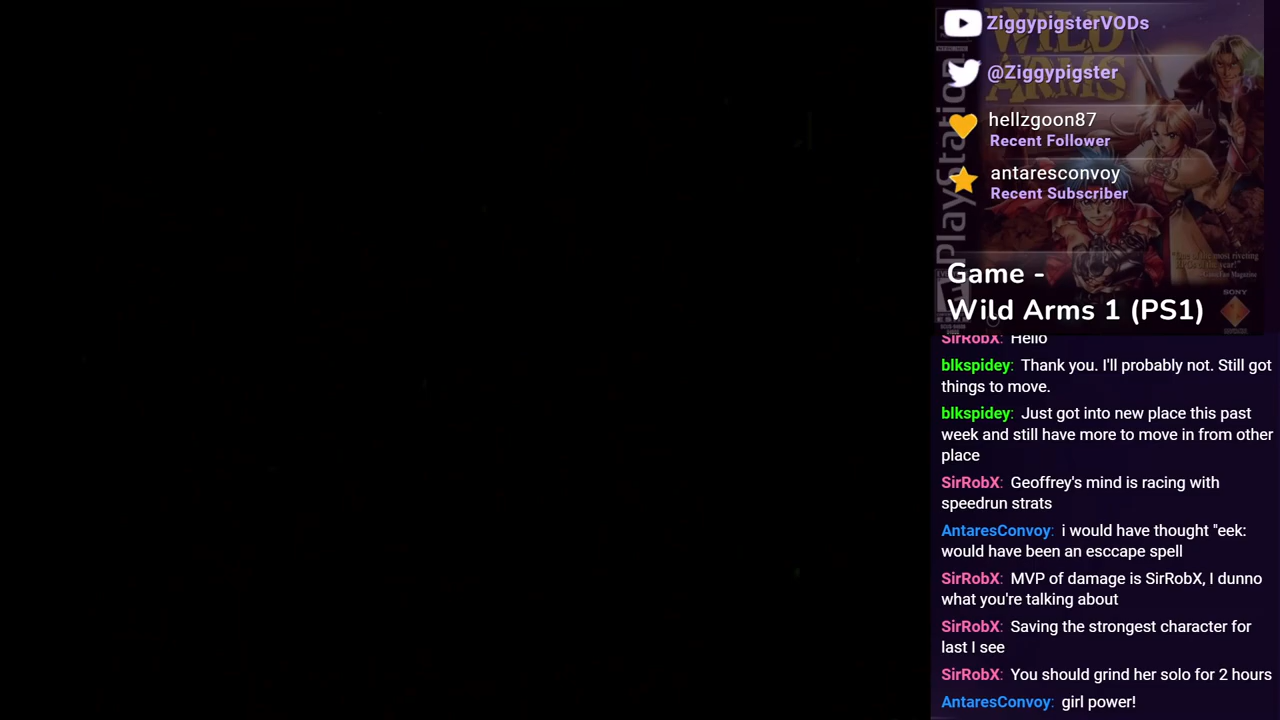 ZiggypigsterVODs
@Ziggypigster
hellzgoon87
Recent Follower
antaresconvoy
Recent Subscriber
WILD
ARMS
PlayStation
SONY
Game -
Wild Arms 1 (PS1)
SirRobX: Hello
blkspidey: Thank you. I'll probably not. Still got
things to move.
blkspidey: Just got into new place this past
week and still have more to move in from other
place
SirRobX: Geoffrey's mind is racing with
speedrun strats
AntaresConvoy: i would have thought "eek:
would have been an esccape spell
SirRobX: MVP of damage is SirRobX, I dunno
what you're talking about
SirRobX: Saving the strongest character for
last I see
SirRobX: You should grind her solo for 2 hours
AntaresConvoy: girl power!